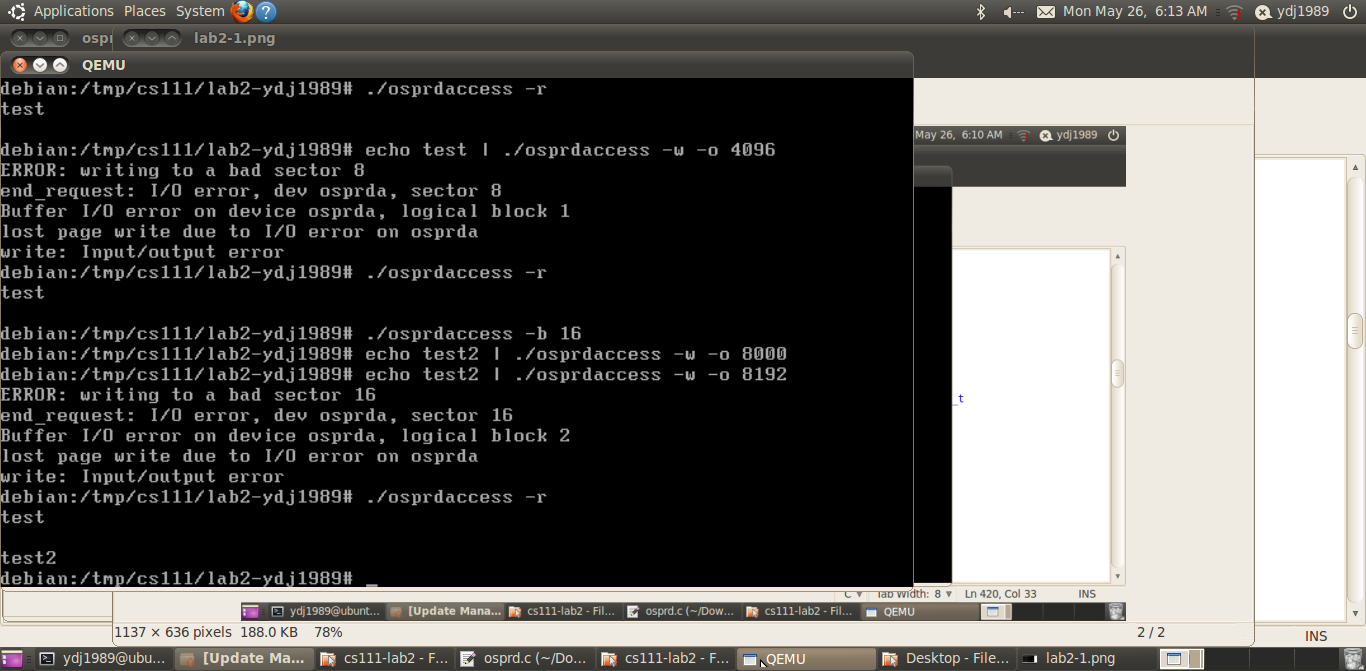 Applications Places System Mon May 26, 6:13 AM ydj1989
ospr lab2-1.png
QEMU
debian:/tmp/cs111/lab2-ydj1989# ./osprdaccess -r
test
May 26, 6:10 AM ydj1989
debian:/tmp/cs111/lab2-ydj1989# echo test | ./osprdaccess -w -o 4096
ERROR: writing to a bad sector 8
end_request: I/O error, dev osprda, sector 8
Buffer I/O error on device osprda, logical block 1
lost page write due to I/O error on osprda
write: Input/output error
debian:/tmp/cs111/lab2-ydj1989# ./osprdaccess -r
test
debian:/tmp/cs111/lab2-ydj1989# ./osprdaccess -b 16
debian:/tmp/cs111/lab2-ydj1989# echo test2 | ./osprdaccess -w -o 8000
debian:/tmp/cs111/lab2-ydj1989# echo test2 | ./osprdaccess -w -o 8192
ERROR: writing to a bad sector 16
_t
end_request: I/O error, dev osprda, sector 16
Buffer I/O error on device osprda, logical block 2
lost page write due to I/O error on osprda
write: Input/output error
debian:/tmp/cs111/lab2-ydj1989# ./osprdaccess -r
test
test2
debian:/tmp/cs111/lab2-ydj1989# _
C Tab Width: 8 Ln 420, Col 33 INS
ydj1989@ubunt... [Update Mana... cs111-lab2 - Fil... osprd.c (~/Dow... cs111-lab2 - Fil... QEMU
1137 × 636 pixels 188.0 KB 78% 2 / 2
INS
ydj1989@ubu... [Update Ma... cs111-lab2 - F... osprd.c (~/Do... cs111-lab2 - F... QEMU Desktop - File... lab2-1.png